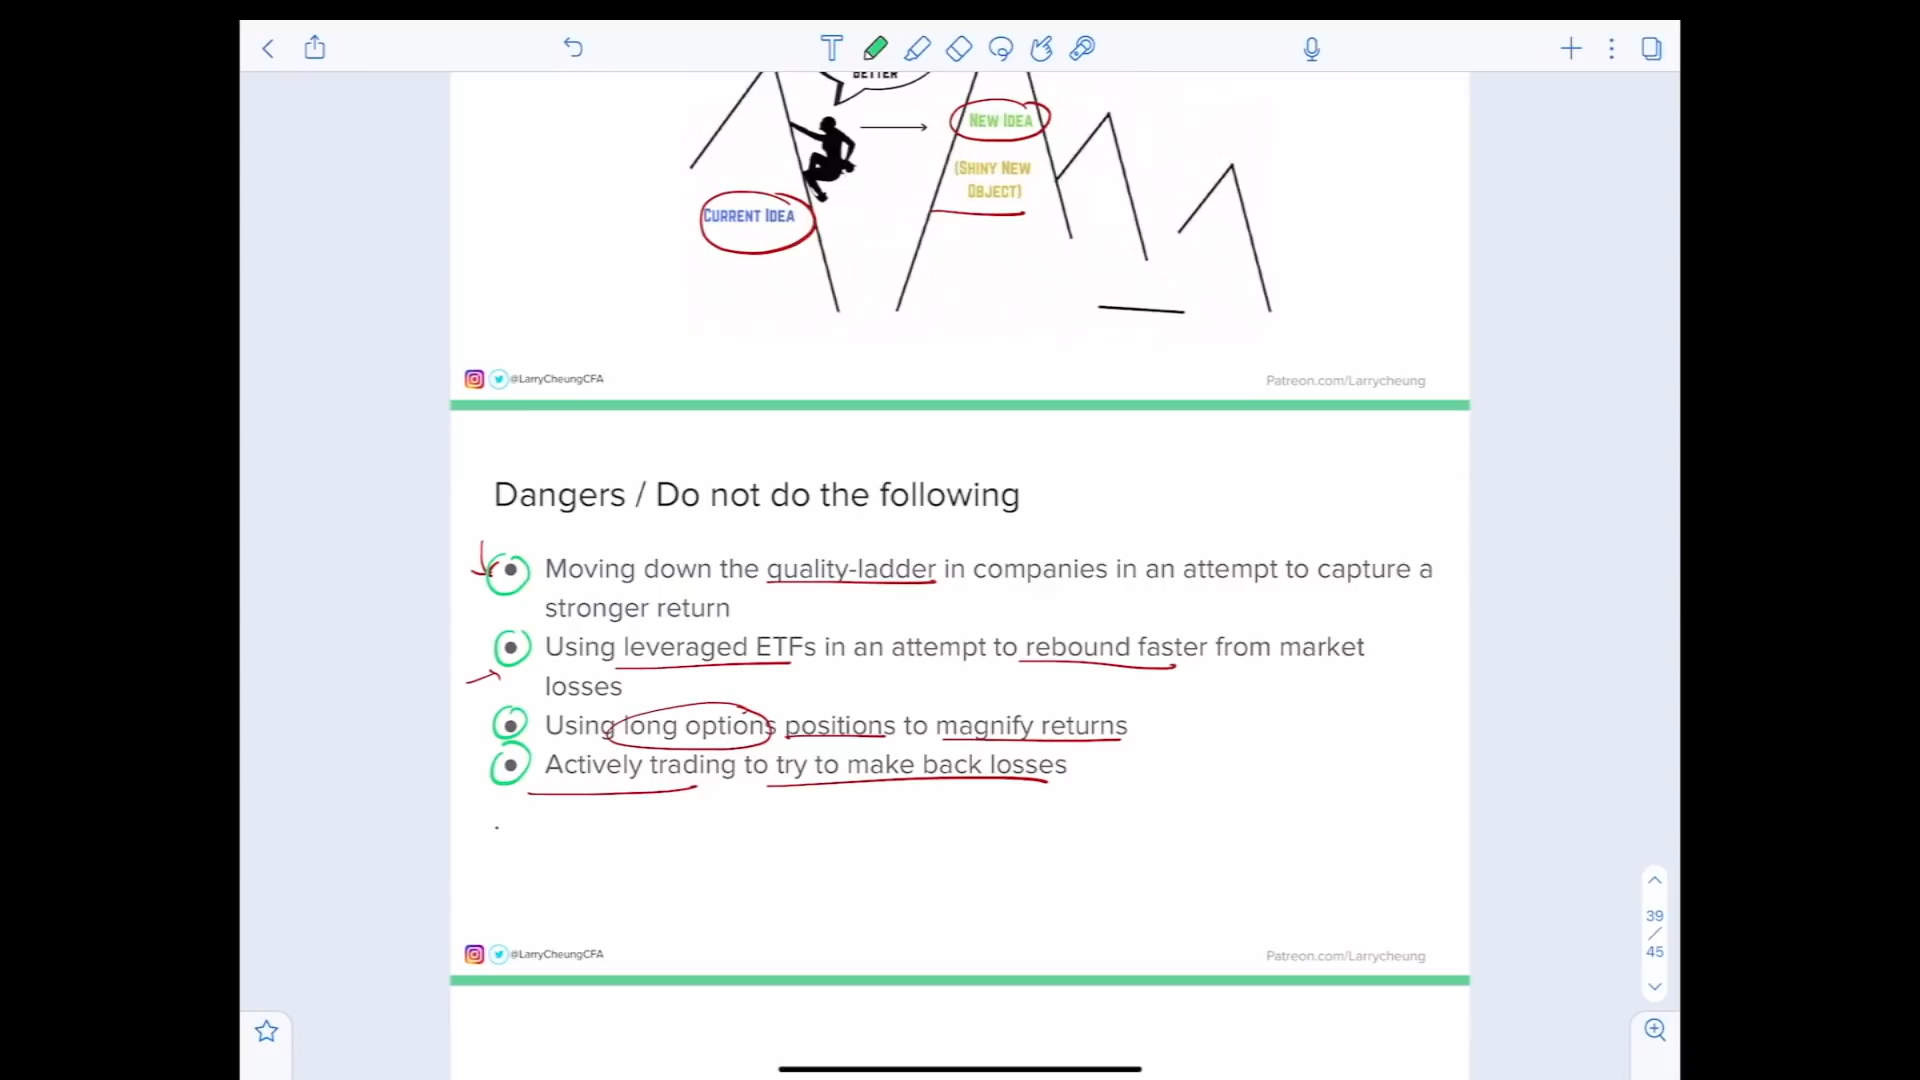 BETTER
NEW IDEA
(SHINY NEW
OBJECT)
CURRENT IDEA
@LarryCheungCFA
Patreon.com/Larrycheung
Dangers / Do not do the following
Moving down the quality-ladder in companies in an attempt to capture a
stronger return
Using leveraged ETFs in an attempt to rebound faster from market
losses
Using long options positions to magnify returns
Actively trading to try to make back losses
.
@LarryCheungCFA
Patreon.com/Larrycheung
39
/
45